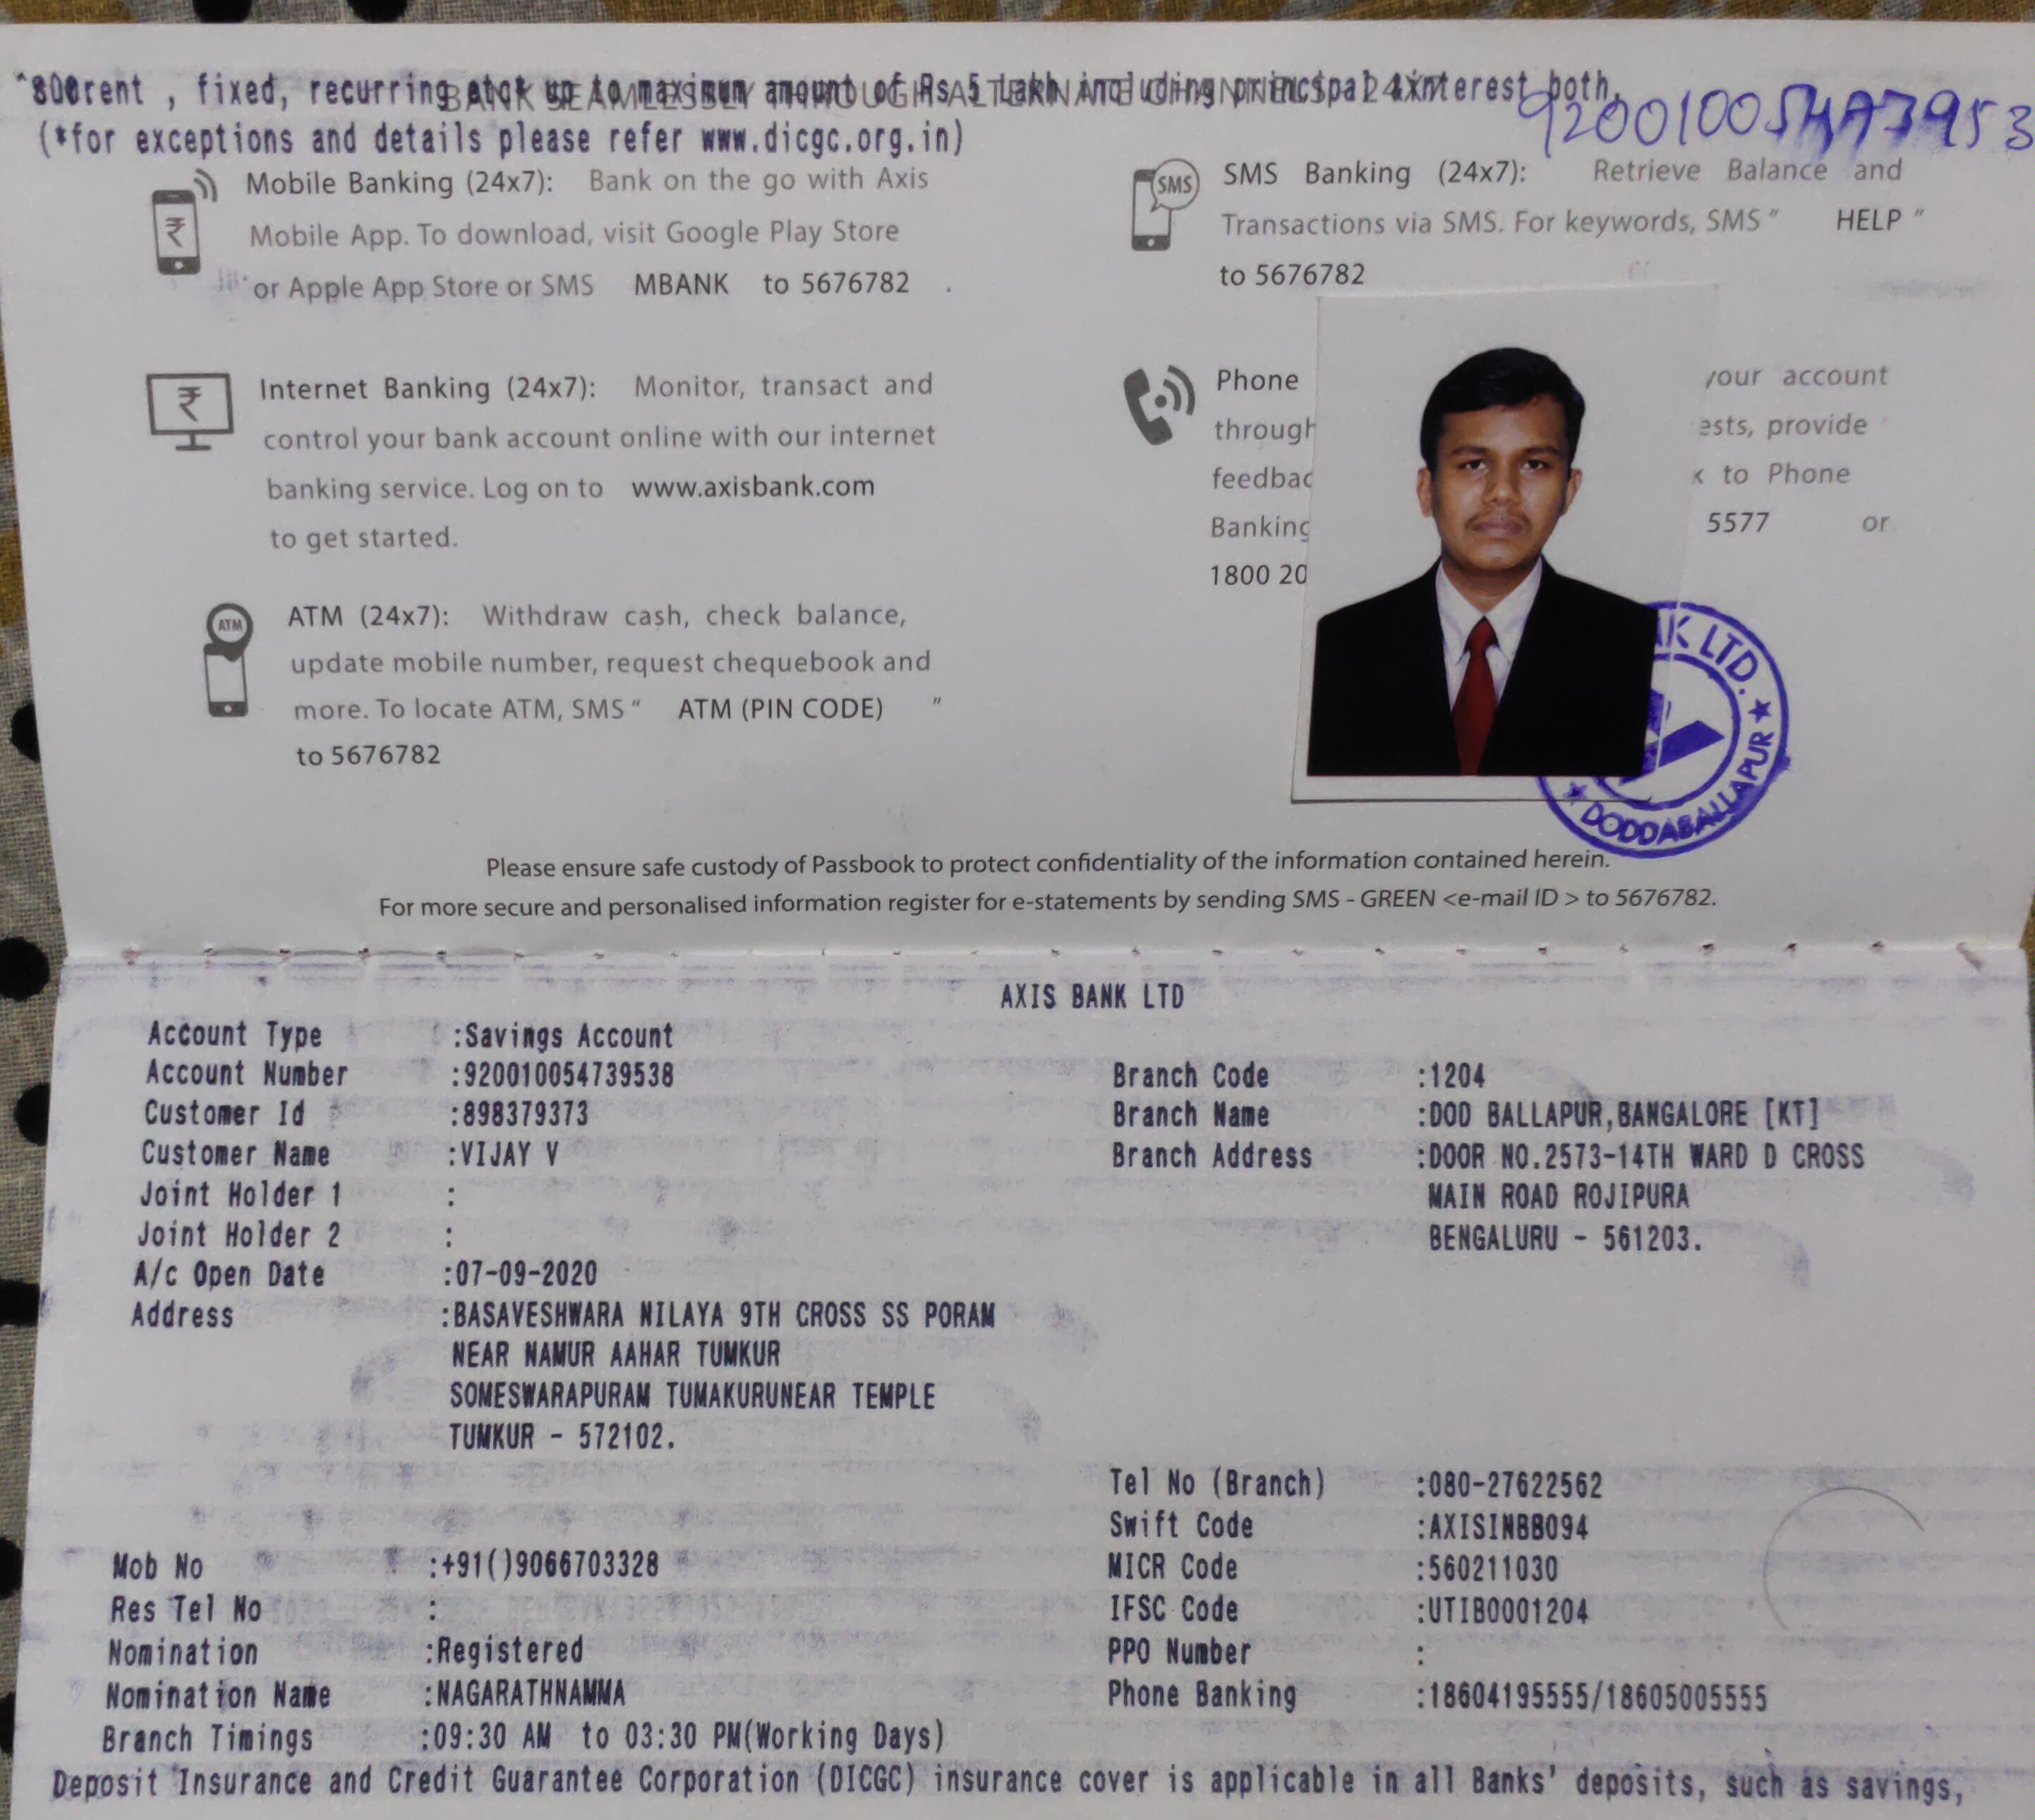 current , fixed, recurring etc* up to maximum amount of Rs 5 Lakh including principal &interest both.
BANK SEAMLESSLY THROUGH ALTERNATE CHANNELS 24X7
(*for exceptions and details please refer www.dicgc.org.in)
Mobile Banking (24x7): Bank on the go with Axis
Mobile App. To download, visit Google Play Store
or Apple App Store or SMS MBANK to 5676782 .
SMS
SMS Banking (24x7): Retrieve Balance and
Transactions via SMS. For keywords, SMS “ HELP ”
to 5676782
Internet Banking (24x7): Monitor, transact and
control your bank account online with our internet
banking service. Log on to www.axisbank.com
to get started.
Phone your account
through ests, provide
feedbac k to Phone
Banking 5577 or
1800 20
ATM
ATM (24x7): Withdraw cash, check balance,
update mobile number, request chequebook and
more. To locate ATM, SMS “ ATM (PIN CODE) ”
to 5676782
K LTD.
DODDABALLAPUR
Please ensure safe custody of Passbook to protect confidentiality of the information contained herein.
For more secure and personalised information register for e-statements by sending SMS - GREEN <e-mail ID > to 5676782.
AXIS BANK LTD
Account Type :Savings Account
Account Number :920010054739538 Branch Code :1204
Customer Id :898379373 Branch Name :DOD BALLAPUR,BANGALORE [KT]
Customer Name :VIJAY V Branch Address :DOOR NO.2573-14TH WARD D CROSS
Joint Holder 1 : MAIN ROAD ROJIPURA
Joint Holder 2 : BENGALURU - 561203.
A/c Open Date :07-09-2020
Address :BASAVESHWARA NILAYA 9TH CROSS SS PORAM
NEAR NAMUR AAHAR TUMKUR
SOMESWARAPURAM TUMAKURUNEAR TEMPLE
TUMKUR - 572102.
Tel No (Branch) :080-27622562
Swift Code :AXISINBB094
Mob No :+91()9066703328 MICR Code :560211030
Res Tel No : IFSC Code :UTIB0001204
Nomination :Registered PPO Number :
Nomination Name :NAGARATHNAMMA Phone Banking :18604195555/18605005555
Branch Timings :09:30 AM to 03:30 PM(Working Days)
Deposit Insurance and Credit Guarantee Corporation (DICGC) insurance cover is applicable in all Banks' deposits, such as savings,